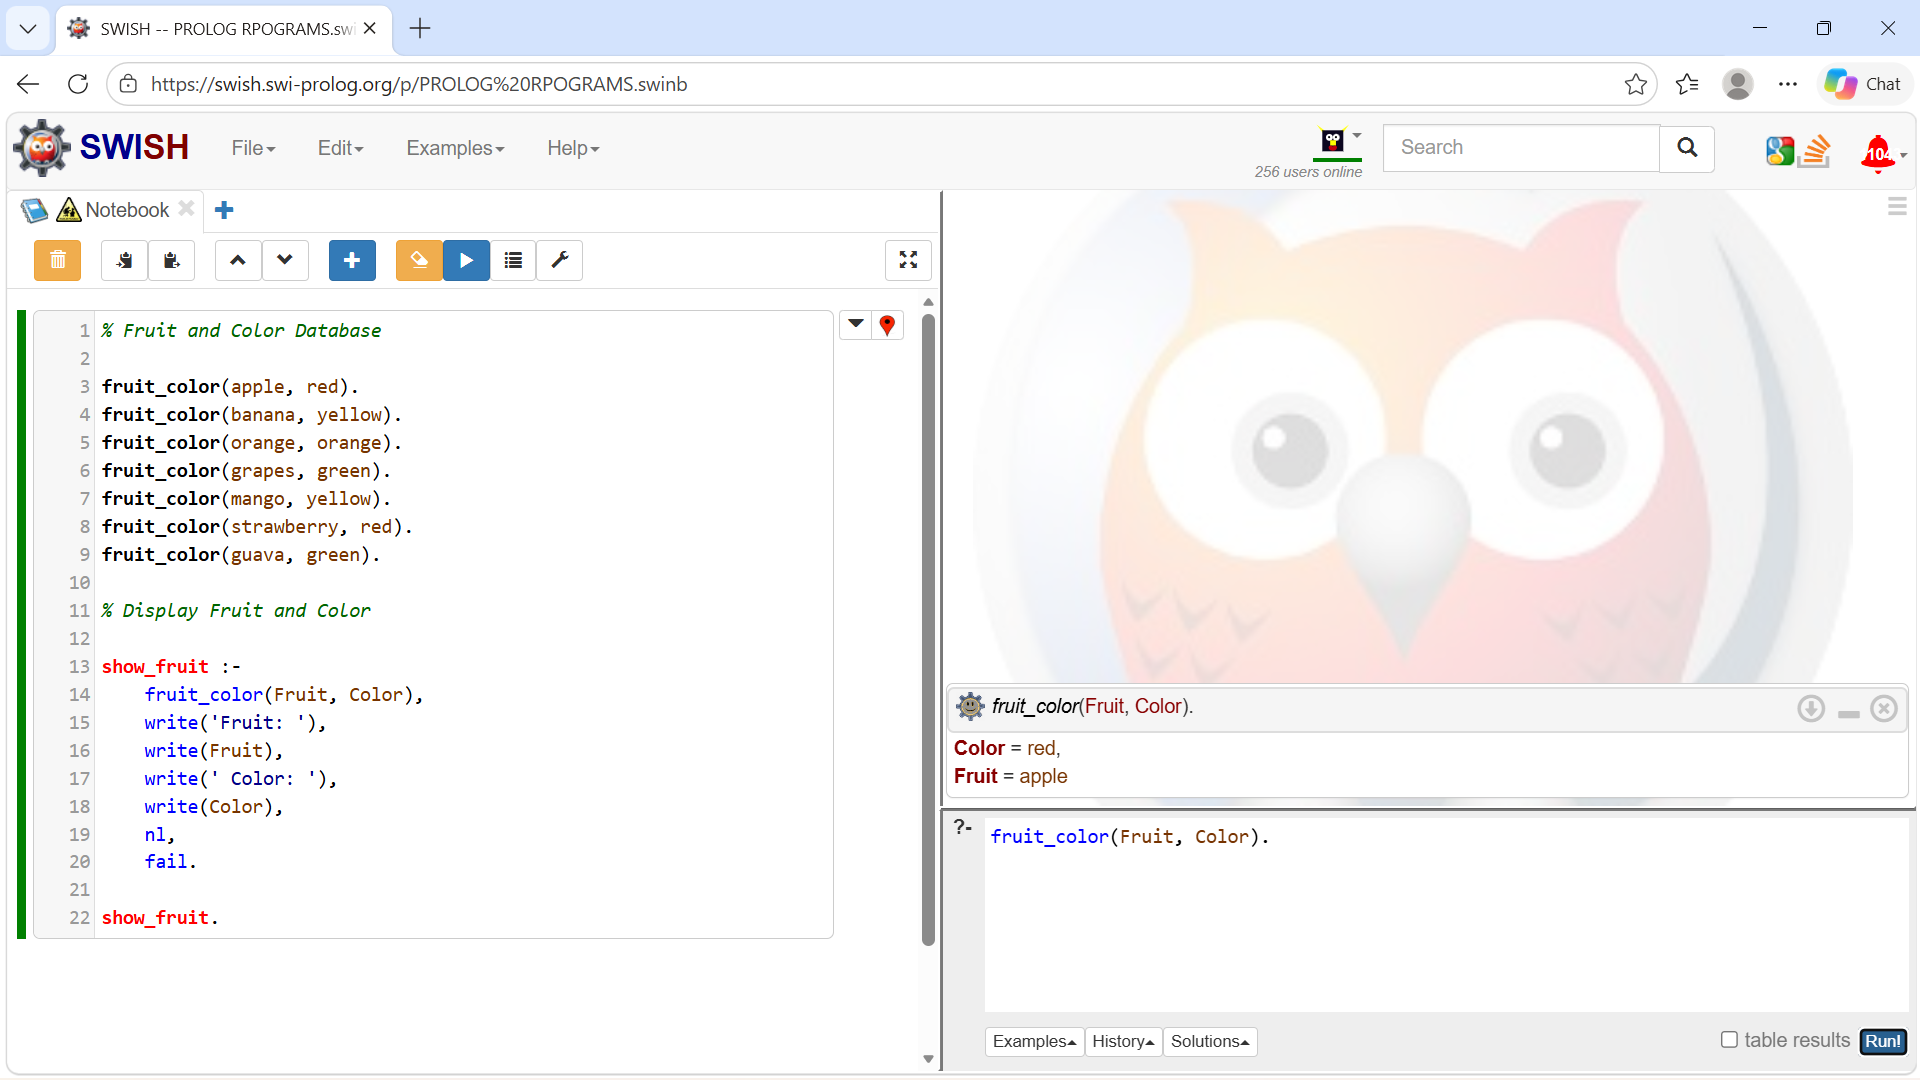 SWISH -- PROLOG RPOGRAMS.swi
https://swish.swi-prolog.org/p/PROLOG%20RPOGRAMS.swinb
Chat
SWISH
File
Edit
Examples
Help
256 users online
Search
104
Notebook
1 % Fruit and Color Database
2
3 fruit_color(apple, red).
4 fruit_color(banana, yellow).
5 fruit_color(orange, orange).
6 fruit_color(grapes, green).
7 fruit_color(mango, yellow).
8 fruit_color(strawberry, red).
9 fruit_color(guava, green).
10
11 % Display Fruit and Color
12
13 show_fruit :-
14 fruit_color(Fruit, Color),
15 write('Fruit: '),
16 write(Fruit),
17 write(' Color: '),
18 write(Color),
19 nl,
20 fail.
21
22 show_fruit.
fruit_color(Fruit, Color).
Color = red,
Fruit = apple
?- fruit_color(Fruit, Color).
Examples
History
Solutions
table results
Run!